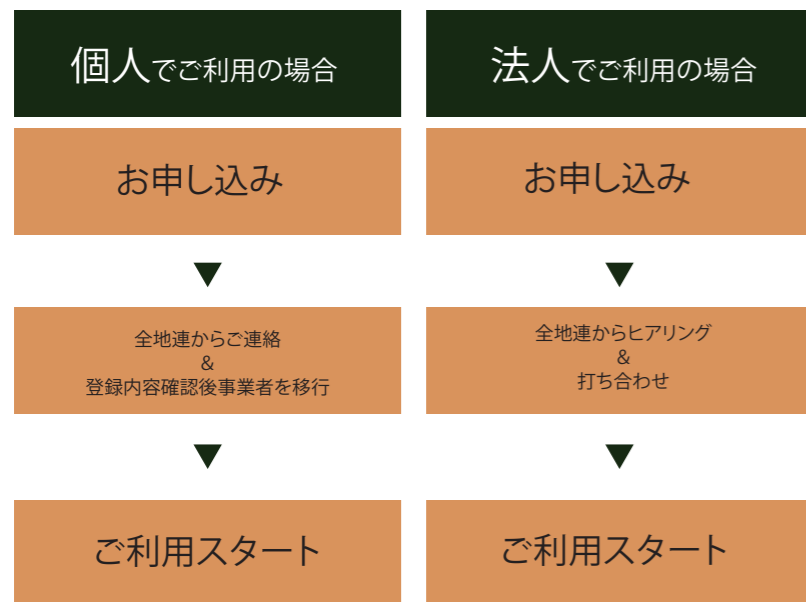 個人でご利用の場合
お申し込み
▼
全地連からご連絡
&
登録内容確認後事業者を移行
▼
ご利用スタート
法人でご利用の場合
お申し込み
▼
全地連からヒアリング
&
打ち合わせ
▼
ご利用スタート